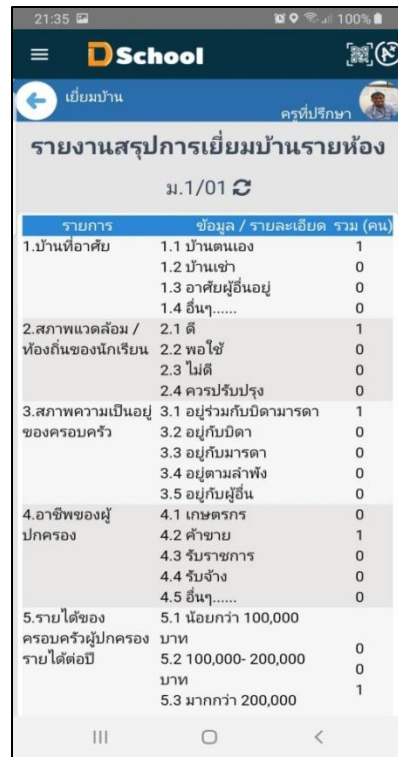 21:35 100%
DSchool
เยี่ยมบ้าน
ครูที่ปรึกษา
รายงานสรุปการเยี่ยมบ้านรายห้อง
ม.1/01
รายการ ข้อมูล / รายละเอียด รวม (คน)
1.บ้านที่อาศัย 1.1 บ้านตนเอง 1
1.2 บ้านเช่า 0
1.3 อาศัยผู้อื่นอยู่ 0
1.4 อื่นๆ...... 0
2.สภาพแวดล้อม / 2.1 ดี 1
ท้องถิ่นของนักเรียน 2.2 พอใช้ 0
2.3 ไม่ดี 0
2.4 ควรปรับปรุง 0
3.สภาพความเป็นอยู่ 3.1 อยู่ร่วมกับบิดามารดา 1
ของครอบครัว 3.2 อยู่กับบิดา 0
3.3 อยู่กับมารดา 0
3.4 อยู่ตามลำพัง 0
3.5 อยู่กับผู้อื่น 0
4.อาชีพของผู้ 4.1 เกษตรกร 0
ปกครอง 4.2 ค้าขาย 1
4.3 รับราชการ 0
4.4 รับจ้าง 0
4.5 อื่นๆ...... 0
5.รายได้ของ 5.1 น้อยกว่า 100,000
ครอบครัวผู้ปกครอง บาท 0
รายได้ต่อปี 5.2 100,000- 200,000 0
บาท 1
5.3 มากกว่า 200,000